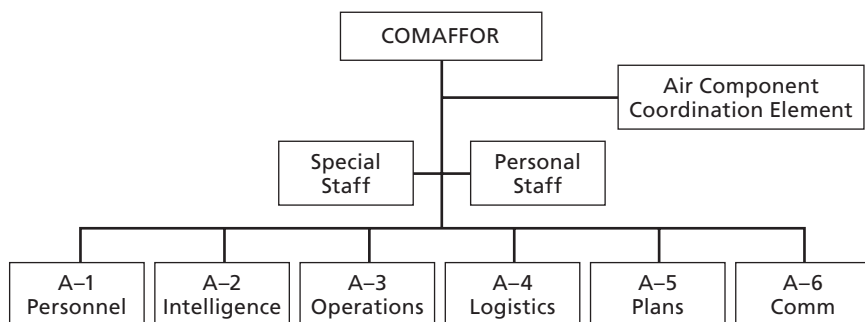 COMAFFOR
Air Component
Coordination Element
Special
Staff
Personal
Staff
A–1
Personnel
A–2
Intelligence
A–3
Operations
A–4
Logistics
A–5
Plans
A–6
Comm